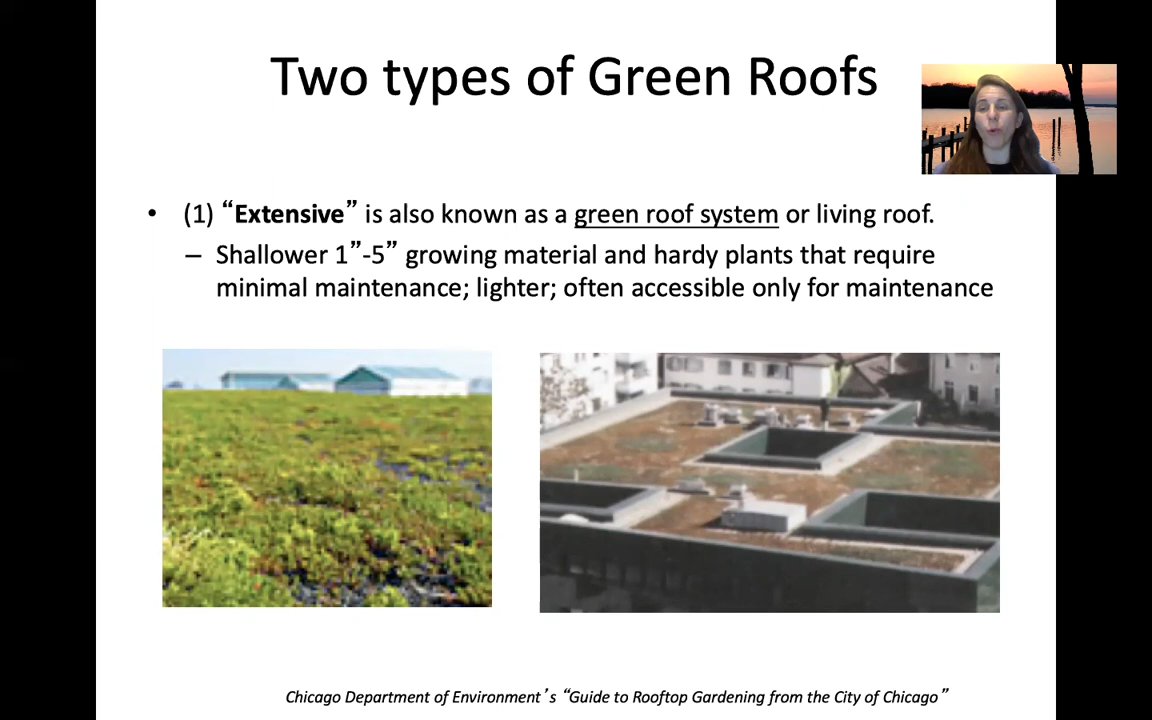 Two types of Green Roofs
• (1) “Extensive” is also known as a green roof system or living roof.
– Shallower 1”-5” growing material and hardy plants that require
minimal maintenance; lighter; often accessible only for maintenance
Chicago Department of Environment’s “Guide to Rooftop Gardening from the City of Chicago”